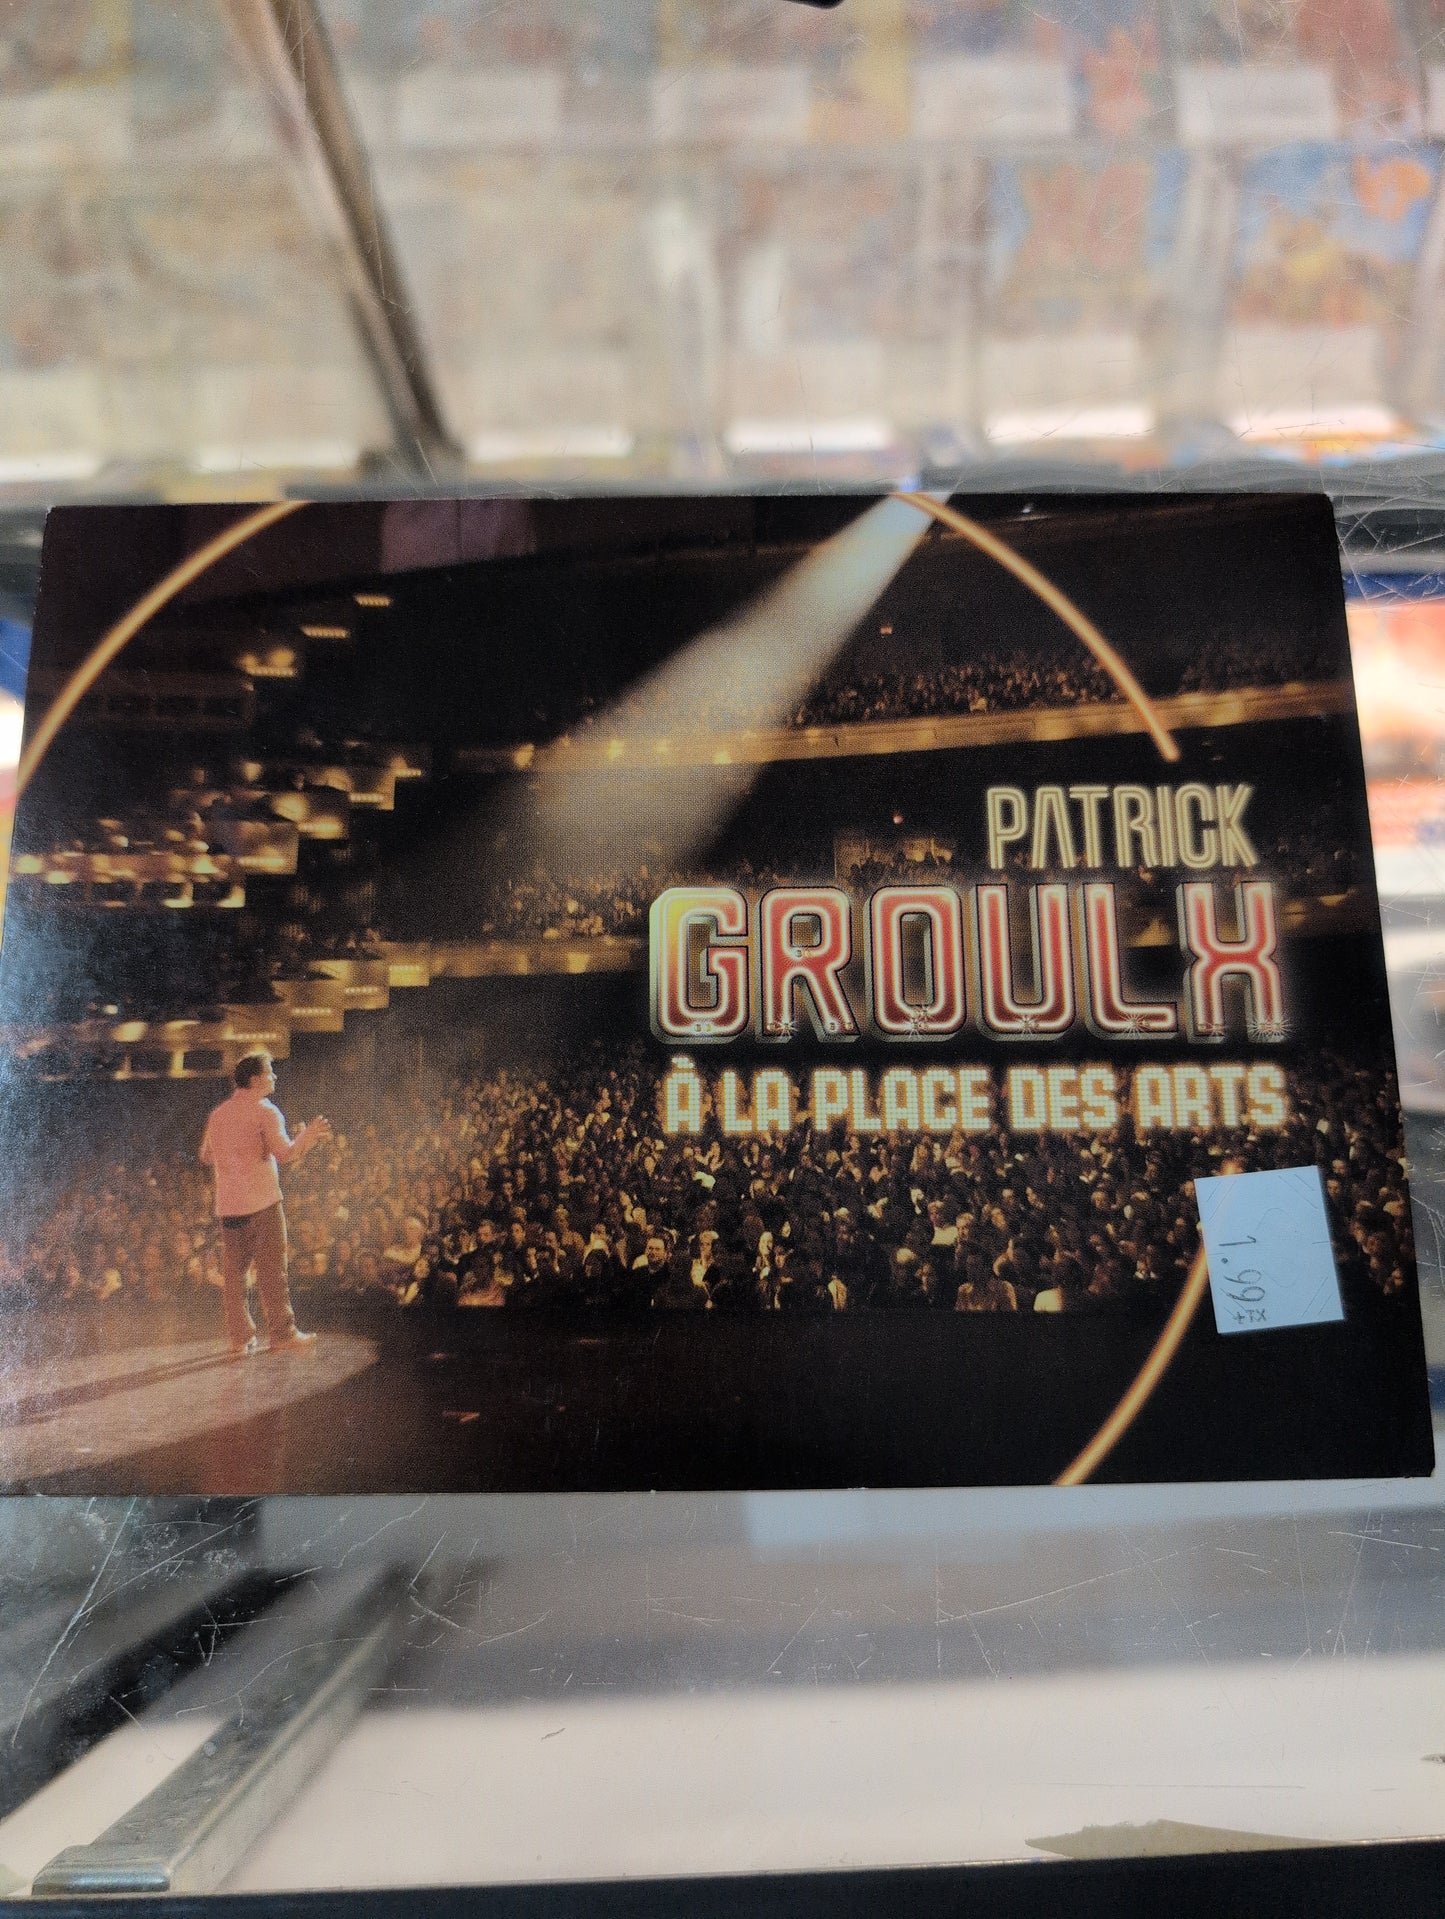 PATRICK
GROULX
À LA PLACE DES ARTS
1.99+tx